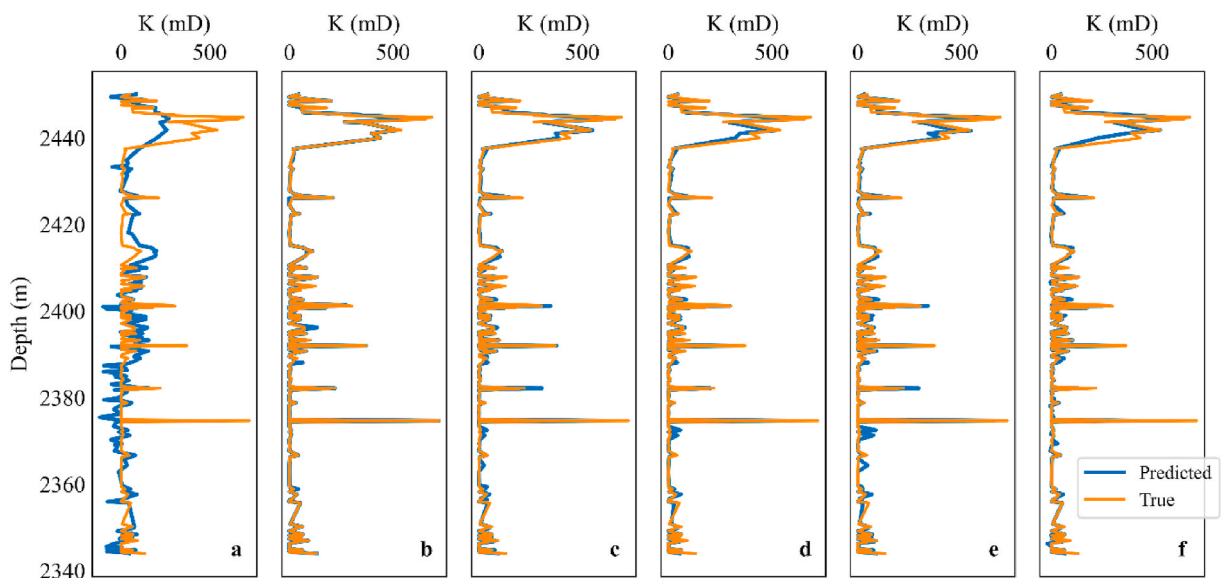 K (mD) K (mD) K (mD) K (mD) K (mD) K (mD)
0 500 0 500 0 500 0 500 0 500 0 500
2440
2420
2400
Depth (m)
2380
2360
Predicted
True
a b c d e f
2340